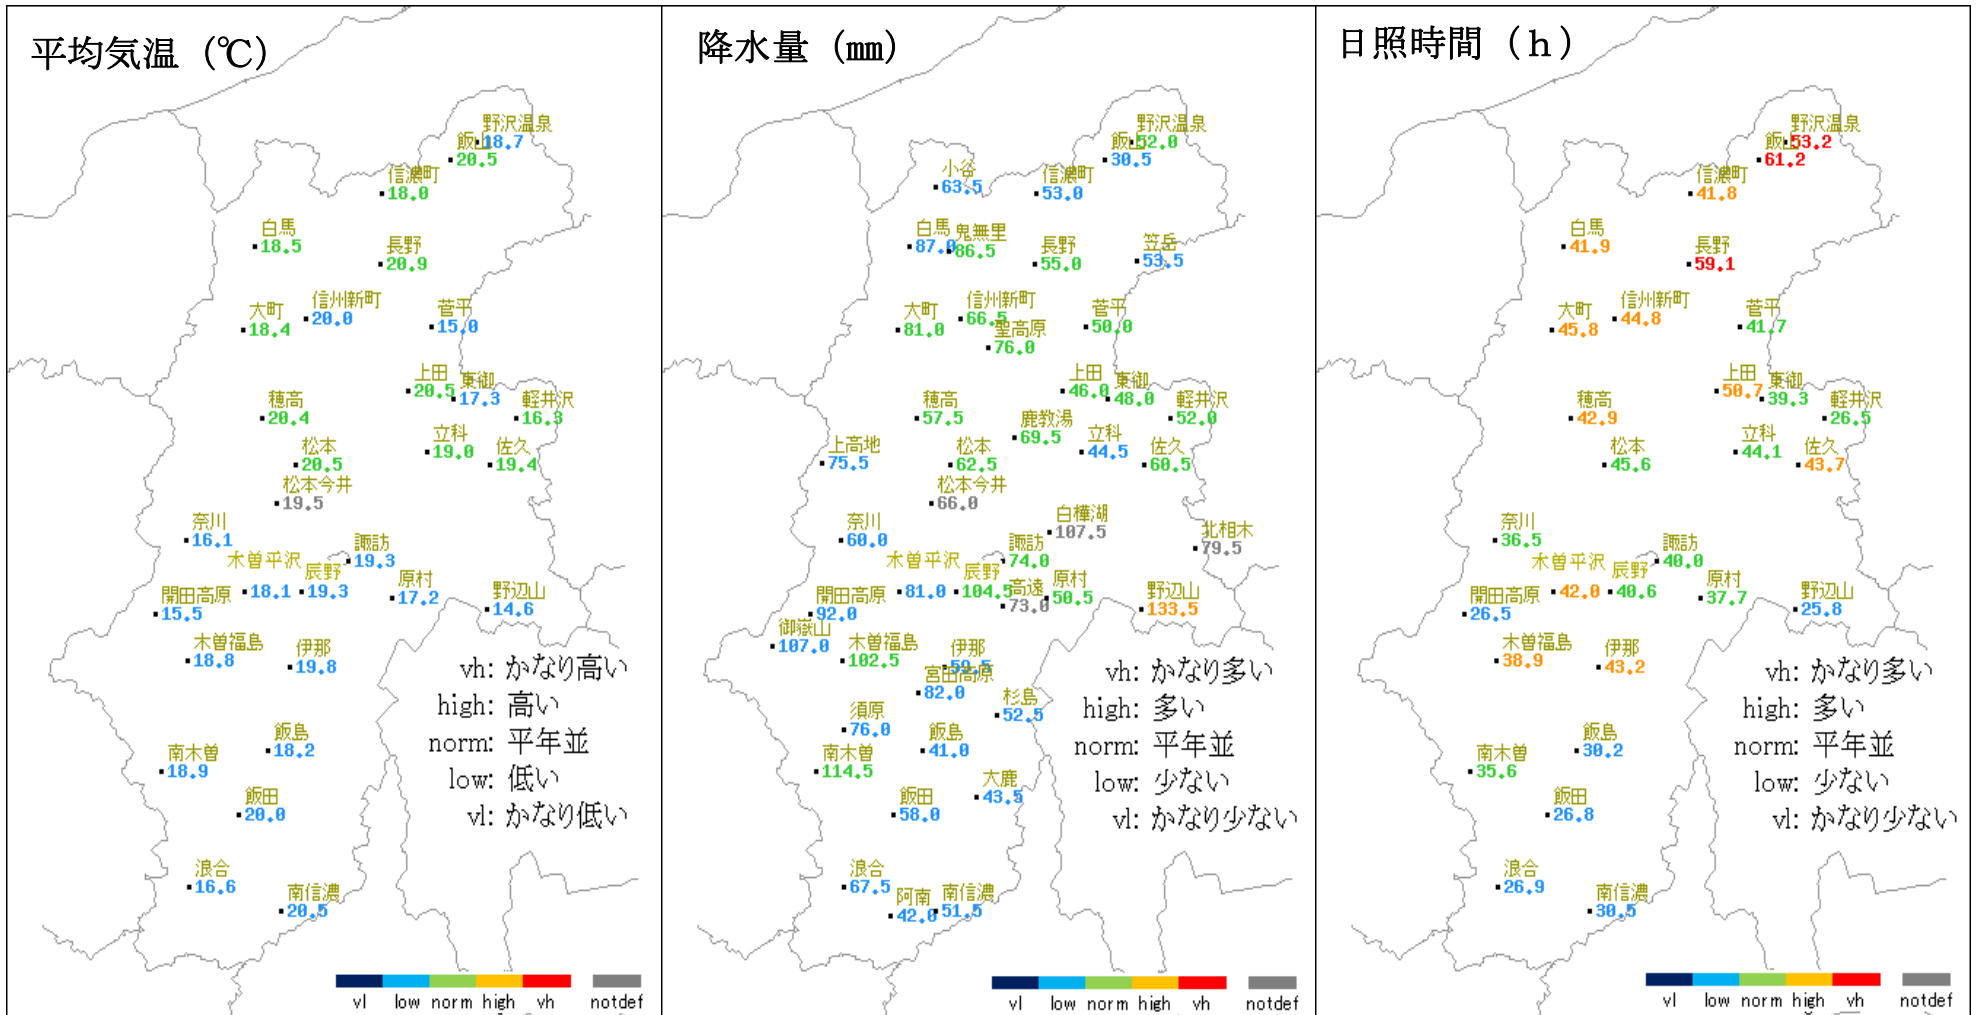 平均気温（℃）
野沢温泉
18.7
飯山
20.5
信濃町
18.0
白馬
18.5
長野
20.9
信州新町
20.0
大町
18.4
菅平
15.0
上田
20.5
東御
17.3
穂高
20.4
軽井沢
16.3
立科
19.0
松本
20.5
佐久
19.4
松本今井
19.5
奈川
16.1
諏訪
19.3
木曽平沢
18.1
辰野
19.3
原村
17.2
開田高原
15.5
野辺山
14.6
木曽福島
18.8
伊那
19.8
飯島
18.2
南木曽
18.9
飯田
20.0
浪合
16.6
南信濃
20.5
vh: かなり高い
high: 高い
norm: 平年並
low: 低い
vl: かなり低い
vl low norm high vh notdef
降水量（mm）
野沢温泉
52.0
飯山
30.5
小谷
63.5
信濃町
53.0
白馬
87.0
鬼無里
86.5
長野
55.0
笠岳
53.5
信州新町
66.5
大町
81.0
菅平
50.0
聖高原
76.0
上田
46.0
東御
48.0
穂高
57.5
軽井沢
52.0
鹿教湯
69.5
立科
44.5
上高地
75.5
松本
62.5
佐久
60.5
松本今井
66.0
白樺湖
107.5
奈川
60.0
北相木
79.5
諏訪
74.0
木曽平沢
81.0
辰野
104.5
高遠
73.0
原村
50.5
開田高原
92.0
野辺山
133.5
御嶽山
107.0
木曽福島
102.5
伊那
59.5
宮田高原
82.0
杉島
52.5
須原
76.0
飯島
41.0
南木曽
114.5
大鹿
43.5
飯田
58.0
浪合
67.5
阿南
42.0
南信濃
51.5
vh: かなり多い
high: 多い
norm: 平年並
low: 少ない
vl: かなり少ない
vl low norm high vh notdef
日照時間（ｈ）
野沢温泉
53.2
飯山
61.2
信濃町
41.8
白馬
41.9
長野
59.1
信州新町
44.8
大町
45.8
菅平
41.7
上田
50.7
東御
39.3
穂高
42.9
軽井沢
26.5
立科
44.1
松本
45.6
佐久
43.7
奈川
36.5
諏訪
40.0
木曽平沢
42.0
辰野
40.6
原村
37.7
開田高原
26.5
野辺山
25.8
木曽福島
38.9
伊那
43.2
飯島
30.2
南木曽
35.6
飯田
26.8
浪合
26.9
南信濃
30.5
vh: かなり多い
high: 多い
norm: 平年並
low: 少ない
vl: かなり少ない
vl low norm high vh notdef